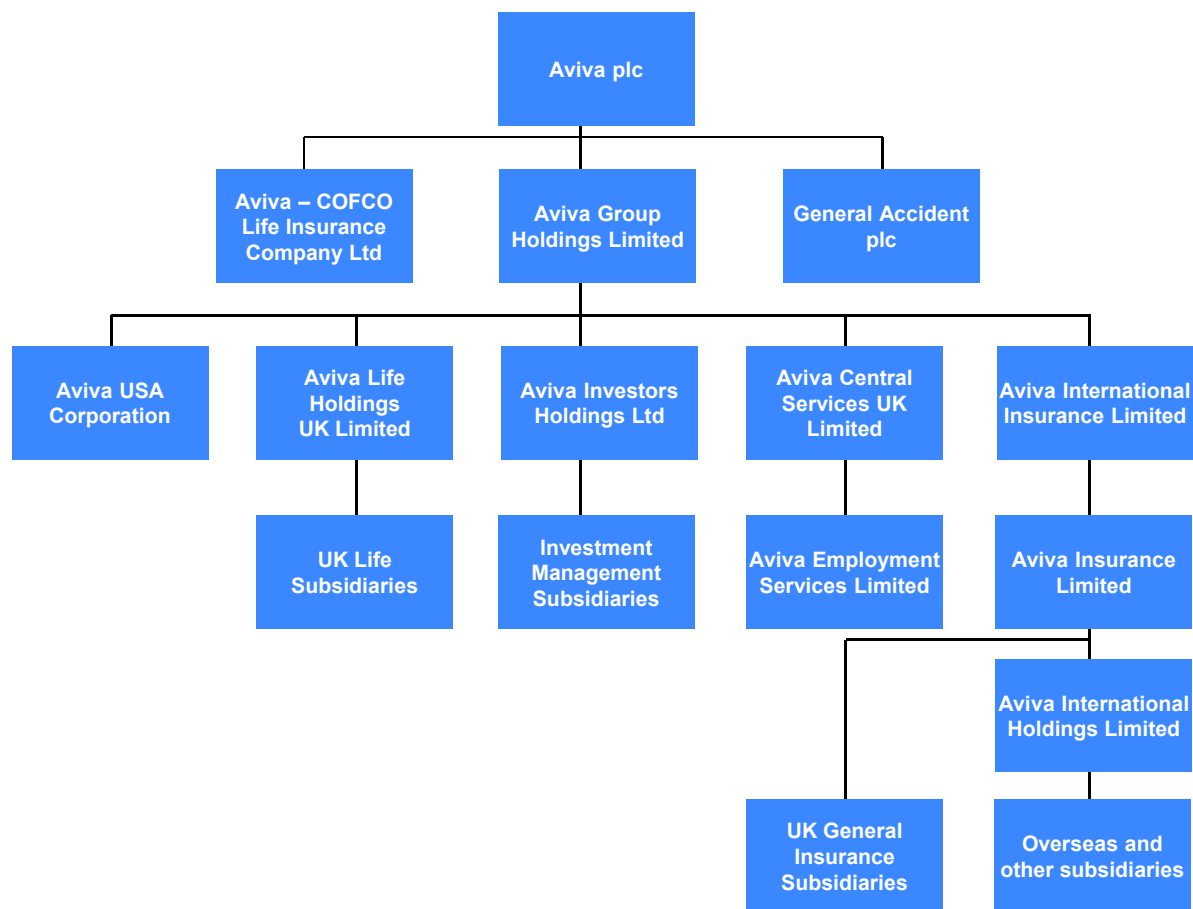 Aviva plc
Aviva – COFCO
Life Insurance
Company Ltd
Aviva Group
Holdings Limited
General Accident
plc
Aviva USA
Corporation
Aviva Life
Holdings
UK Limited
Aviva Investors
Holdings Ltd
Aviva Central
Services UK
Limited
Aviva International
Insurance Limited
UK Life
Subsidiaries
Investment
Management
Subsidiaries
Aviva Employment
Services Limited
Aviva Insurance
Limited
Aviva International
Holdings Limited
UK General
Insurance
Subsidiaries
Overseas and
other subsidiaries